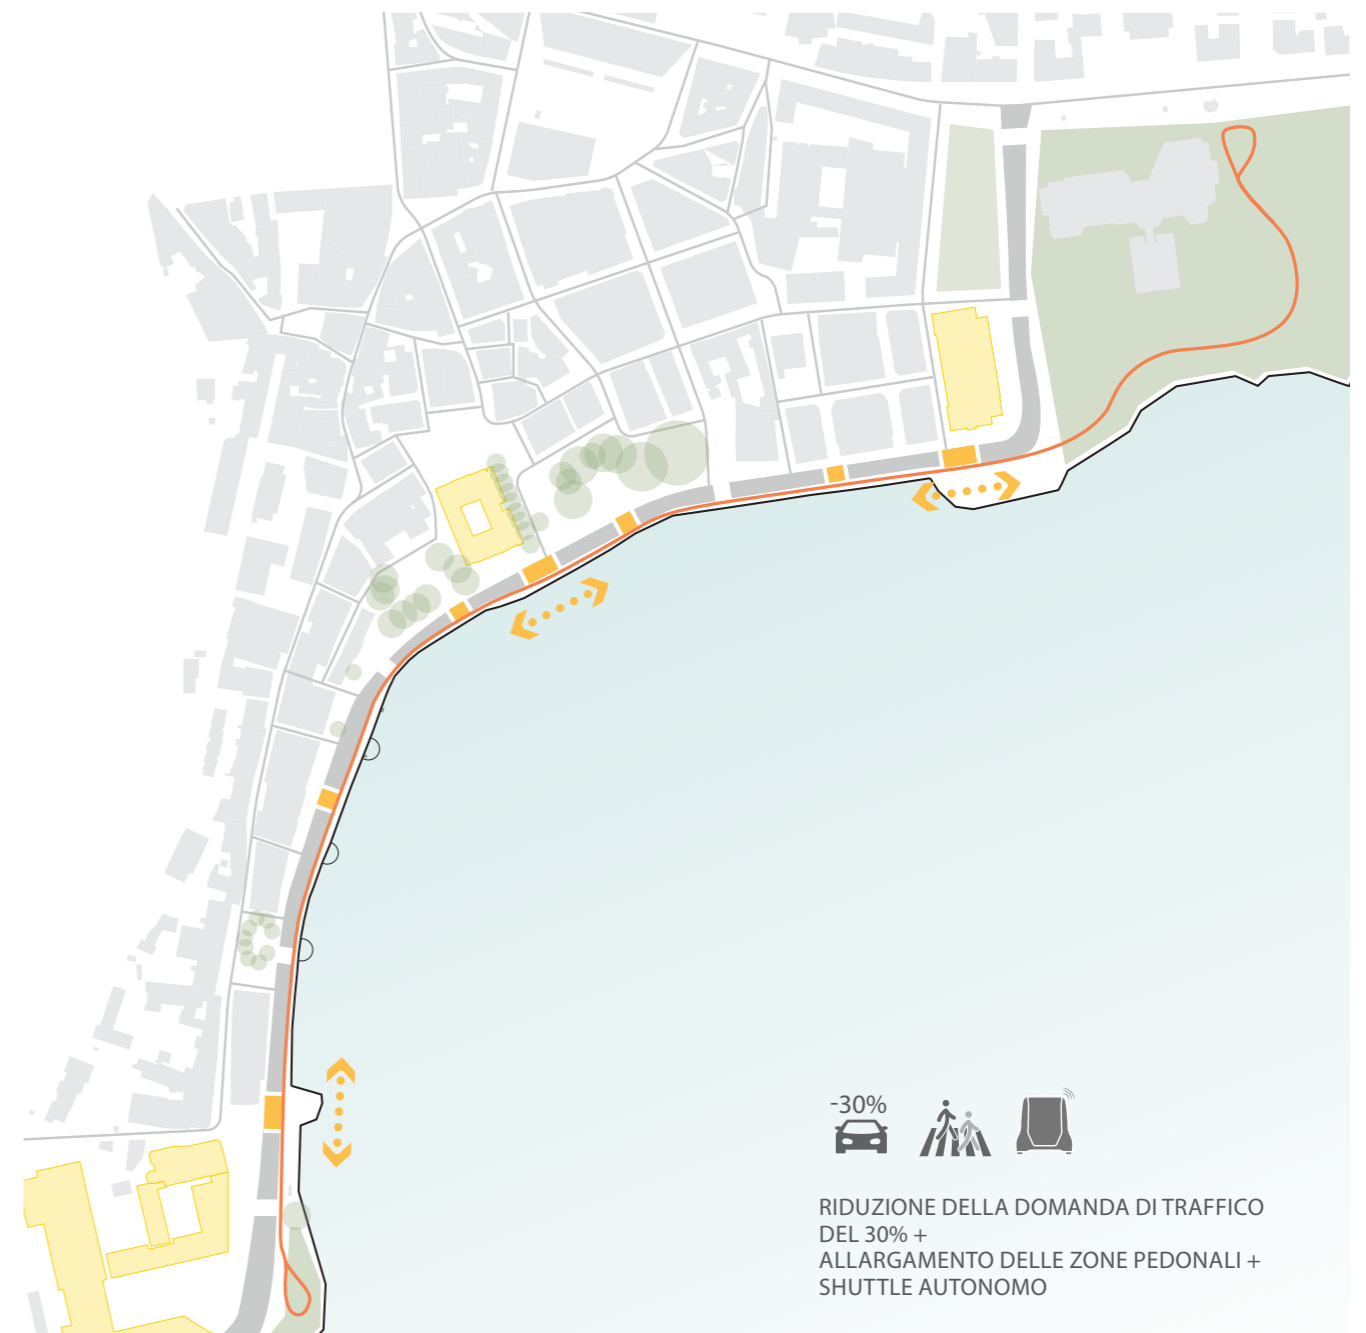 -30%
RIDUZIONE DELLA DOMANDA DI TRAFFICO
DEL 30% +
ALLARGAMENTO DELLE ZONE PEDONALI +
SHUTTLE AUTONOMO